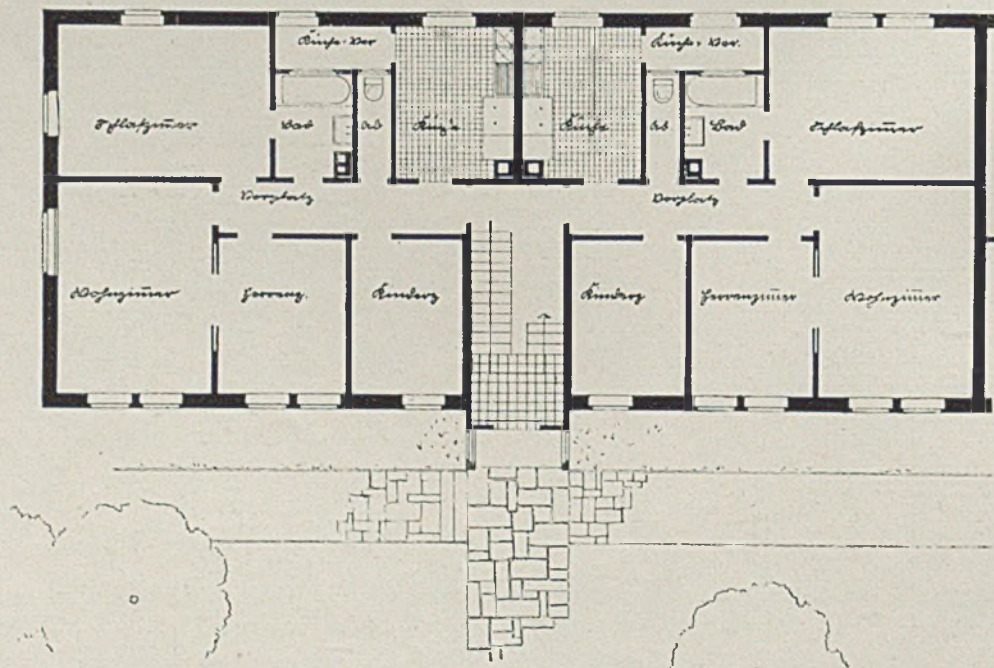 Küche-Vor.
Küche-Vor.
Schlafzimmer
Bad
Ab
Küche
Küche
Ab
Bad
Schlafzimmer
Vorplatz
Vorplatz
Wohnzimmer
Herrenz.
Kinderz
Kinderz
Herrenzimmer
Wohnzimmer